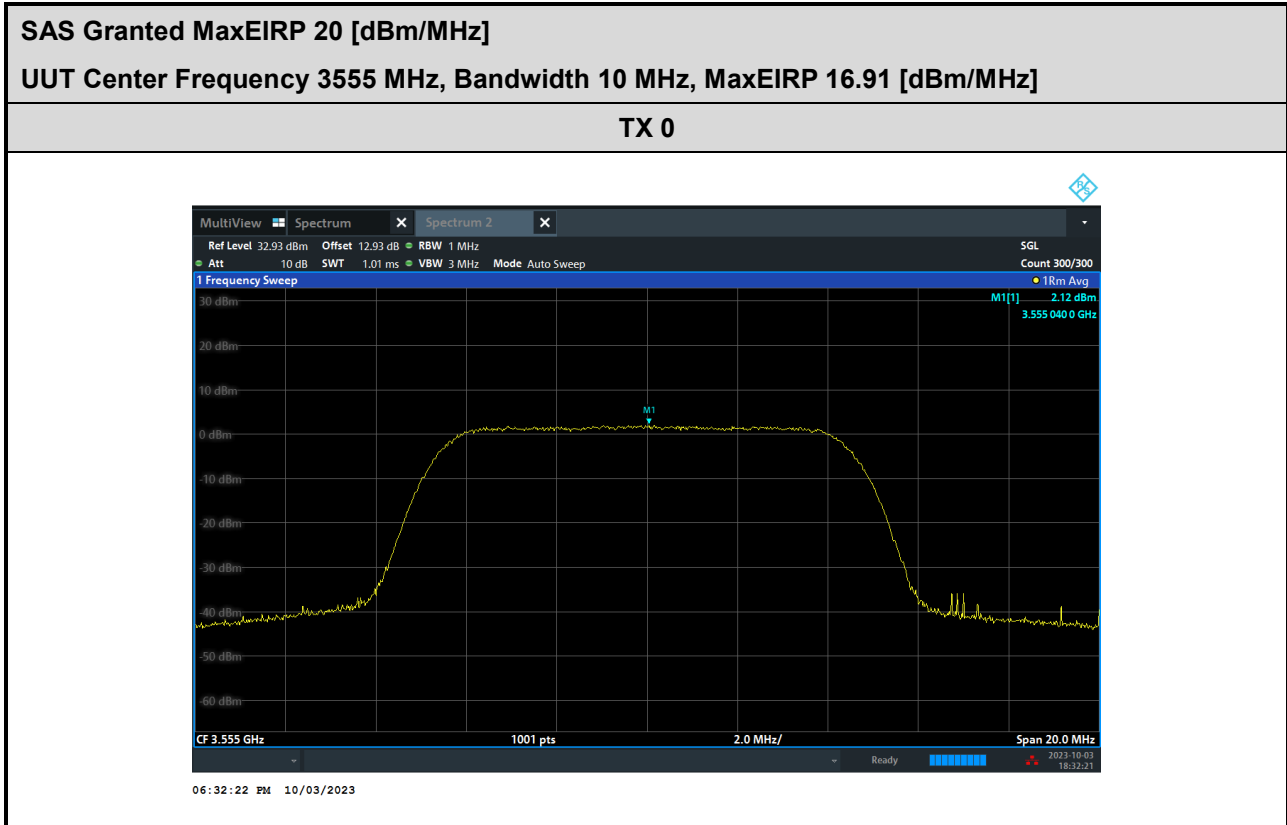 SAS Granted MaxEIRP 20 [dBm/MHz]
UUT Center Frequency 3555 MHz, Bandwidth 10 MHz, MaxEIRP 16.91 [dBm/MHz]
TX 0
R&S
MultiView Spectrum X Spectrum 2 X
Ref Level 32.93 dBm Offset 12.93 dB RBW 1 MHz SGL
Att 10 dB SWT 1.01 ms VBW 3 MHz Mode Auto Sweep Count 300/300
1 Frequency Sweep 1Rm Avg
30 dBm M1[1] 2.12 dBm
3.555 040 0 GHz
20 dBm
10 dBm
M1
0 dBm
-10 dBm
-20 dBm
-30 dBm
-40 dBm
-50 dBm
-60 dBm
CF 3.555 GHz 1001 pts 2.0 MHz/ Span 20.0 MHz
Ready 2023-10-03
18:32:21
06:32:22 PM 10/03/2023